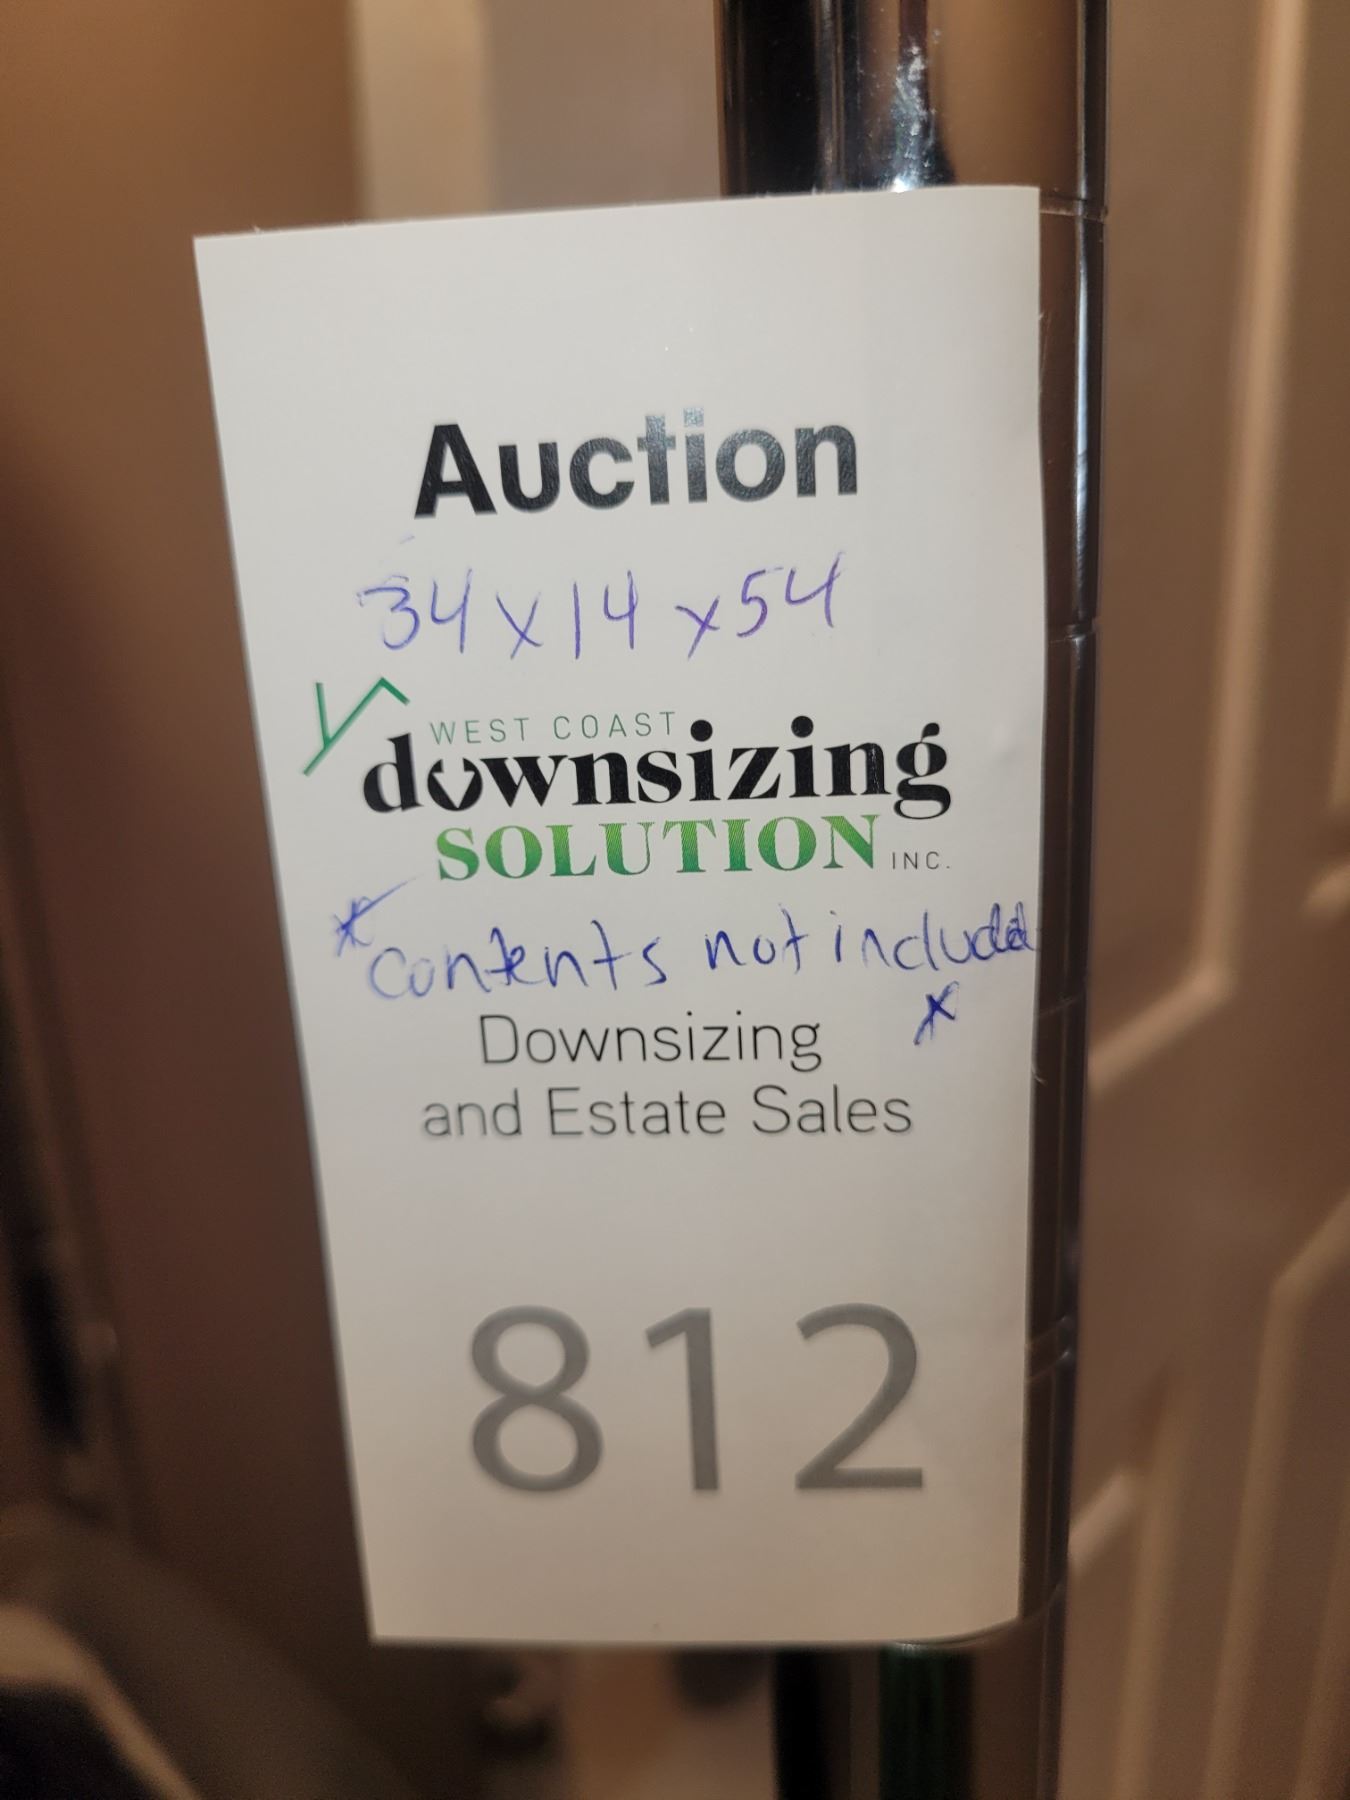 Auction
34 x 14 x 54
WEST COAST
downsizing
SOLUTION INC.
* Contents not included *
Downsizing
and Estate Sales
812